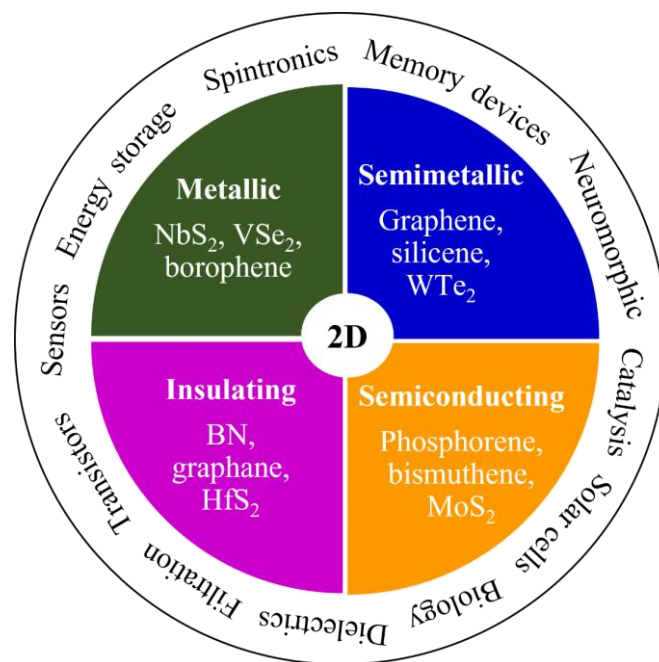 Spintronics
Memory devices
Neuromorphic
Catalysis
Solar cells
Biology
Dielectrics
Filtration
Transistors
Sensors
Energy storage
Metallic
NbS₂, VSe₂,
borophene
Semimetallic
Graphene,
silicene,
WTe₂
2D
Insulating
BN,
graphane,
HfS₂
Semiconducting
Phosphorene,
bismuthene,
MoS₂